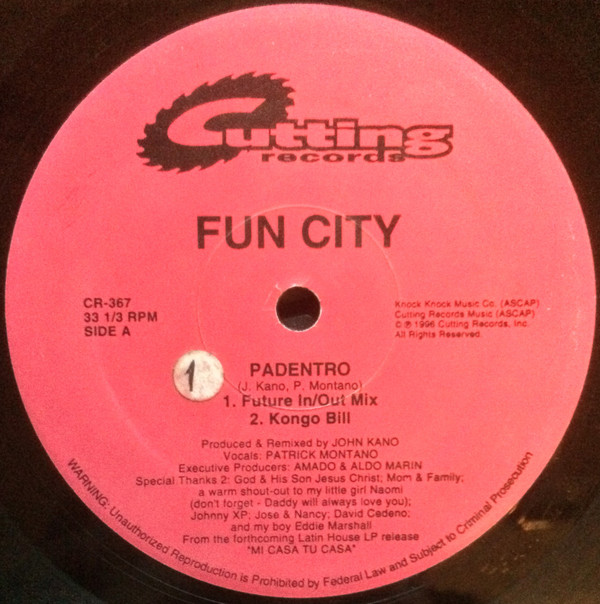 Cutting
records
FUN CITY
CR-367
33 1/3 RPM
SIDE A
Knock Knock Music Co. (ASCAP)
Cutting Records Music (ASCAP)
© ℗ 1996 Cutting Records, Inc.
All Rights Reserved.
1
PADENTRO
(J. Kano, P. Montano)
1. Future In/Out Mix
2. Kongo Bill
Produced & Remixed by JOHN KANO
Vocals: PATRICK MONTANO
Executive Producers: AMADO & ALDO MARIN
Special Thanks 2: God & His Son Jesus Christ; Mom & Family;
a warm shout-out to my little girl Naomi
(don't forget - Daddy will always love you);
Johnny XP; Jose & Nancy; David Cedeno;
and my boy Eddie Marshall
From the forthcoming Latin House LP release
"MI CASA TU CASA"
WARNING: Unauthorized Reproduction is Prohibited by Federal Law and Subject to Criminal Prosecution